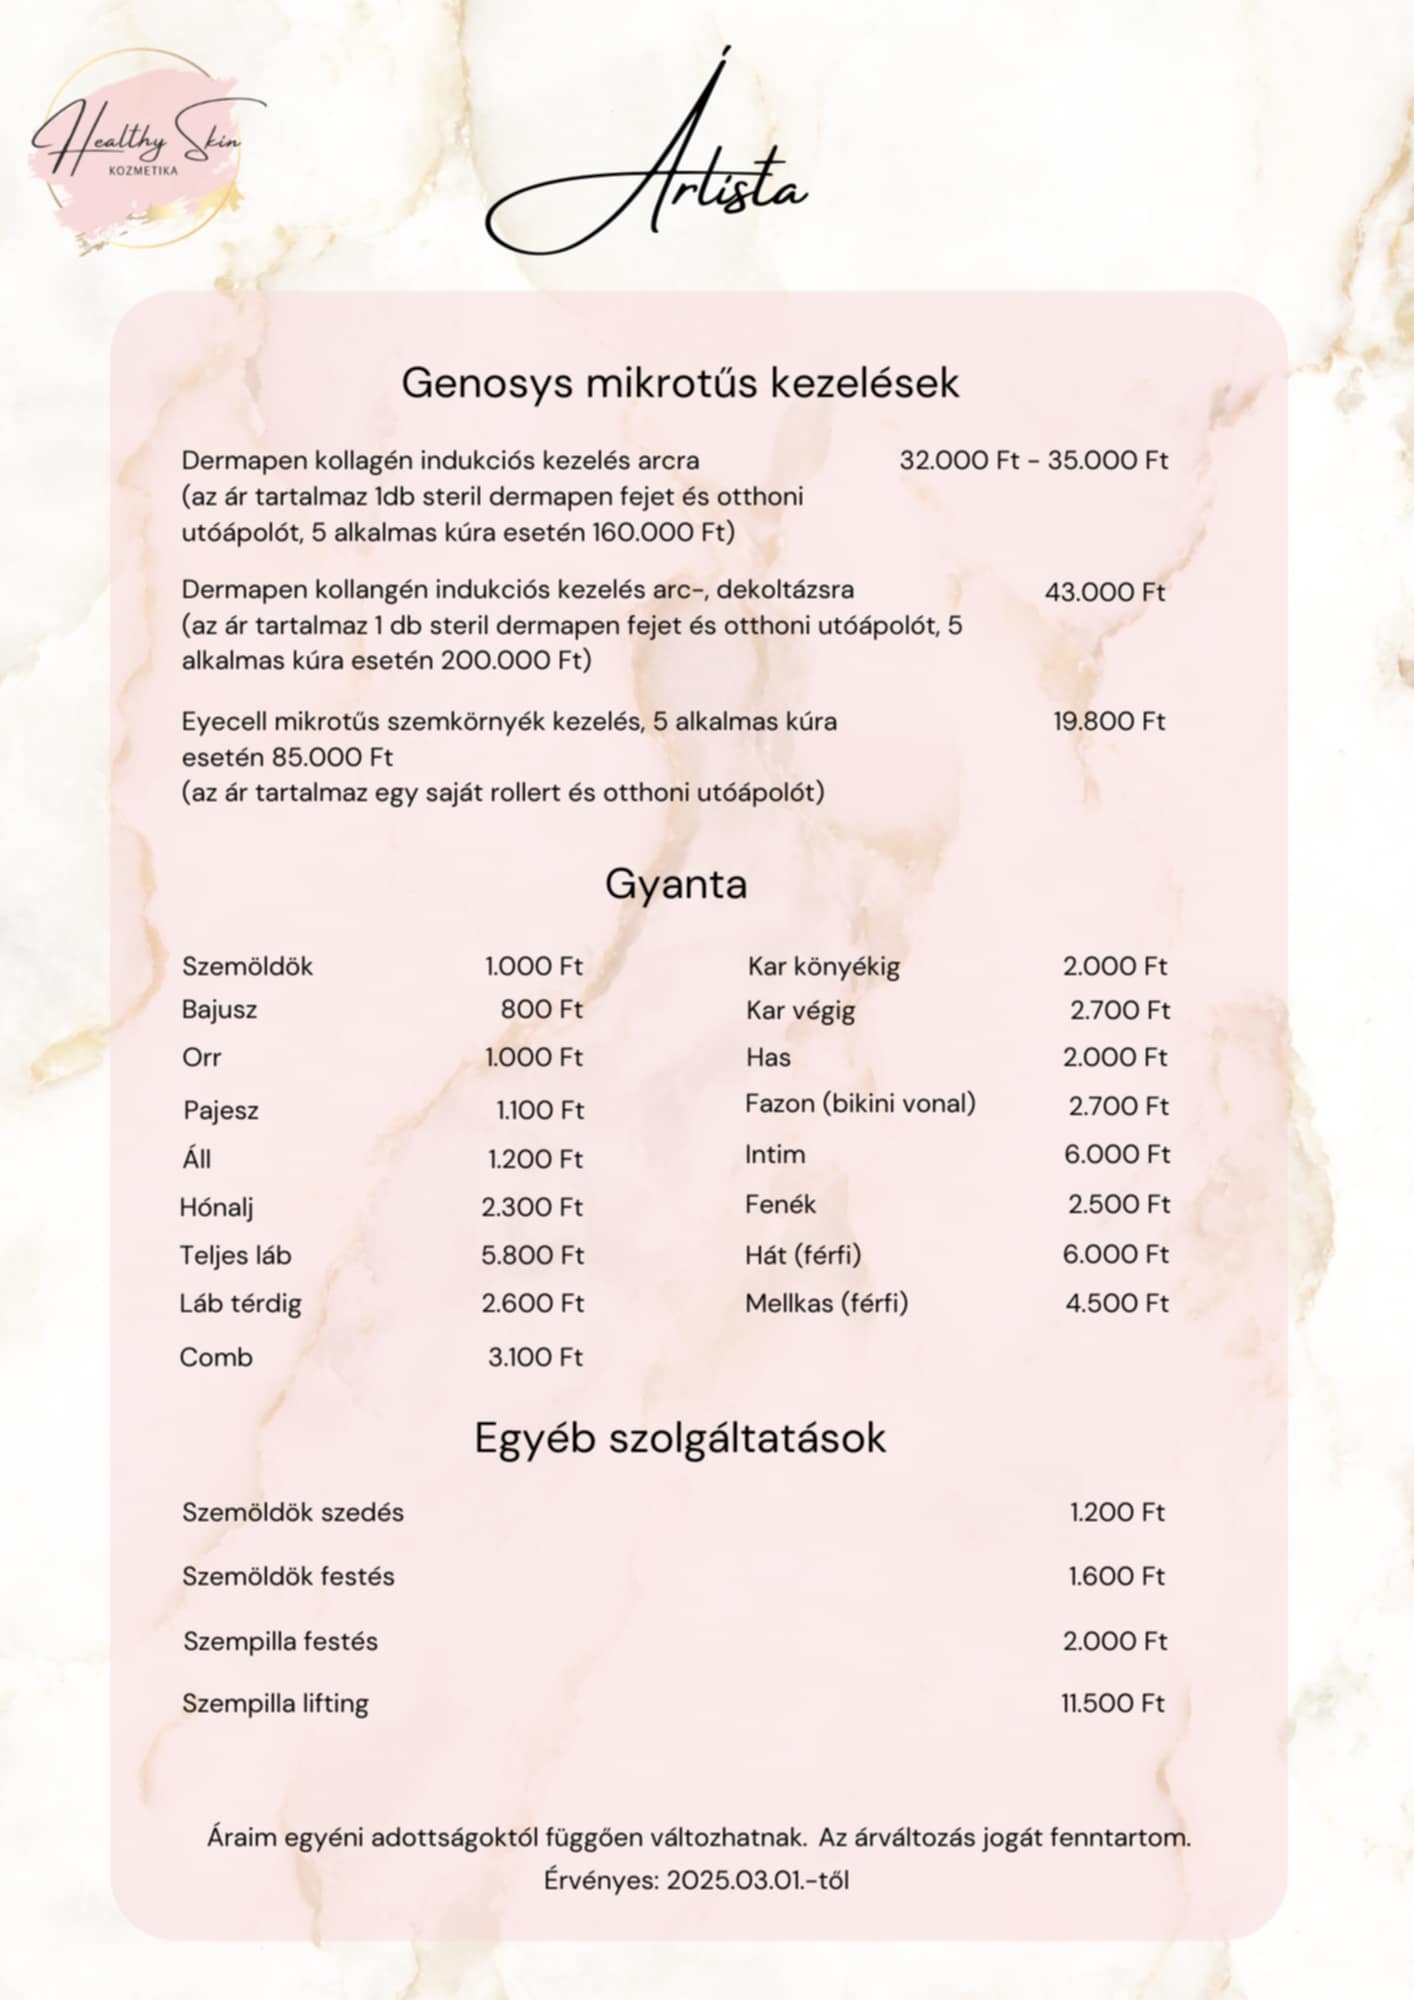 Healthy Skin
KOZMETIKA
Árlista
Genosys mikrotűs kezelések
Dermapen kollagén indukciós kezelés arcra 32.000 Ft - 35.000 Ft
(az ár tartalmaz 1db steril dermapen fejet és otthoni
utóápolót, 5 alkalmas kúra esetén 160.000 Ft)
Dermapen kollangén indukciós kezelés arc-, dekoltázsra 43.000 Ft
(az ár tartalmaz 1 db steril dermapen fejet és otthoni utóápolót, 5
alkalmas kúra esetén 200.000 Ft)
Eyecell mikrotűs szemkörnyék kezelés, 5 alkalmas kúra 19.800 Ft
esetén 85.000 Ft
(az ár tartalmaz egy saját rollert és otthoni utóápolót)
Gyanta
Szemöldök 1.000 Ft
Bajusz 800 Ft
Orr 1.000 Ft
Pajesz 1.100 Ft
Áll 1.200 Ft
Hónalj 2.300 Ft
Teljes láb 5.800 Ft
Láb térdig 2.600 Ft
Comb 3.100 Ft
Kar könyékig 2.000 Ft
Kar végig 2.700 Ft
Has 2.000 Ft
Fazon (bikini vonal) 2.700 Ft
Intim 6.000 Ft
Fenék 2.500 Ft
Hát (férfi) 6.000 Ft
Mellkas (férfi) 4.500 Ft
Egyéb szolgáltatások
Szemöldök szedés 1.200 Ft
Szemöldök festés 1.600 Ft
Szempilla festés 2.000 Ft
Szempilla lifting 11.500 Ft
Áraim egyéni adottságoktól függően változhatnak. Az árváltozás jogát fenntartom.
Érvényes: 2025.03.01.-től